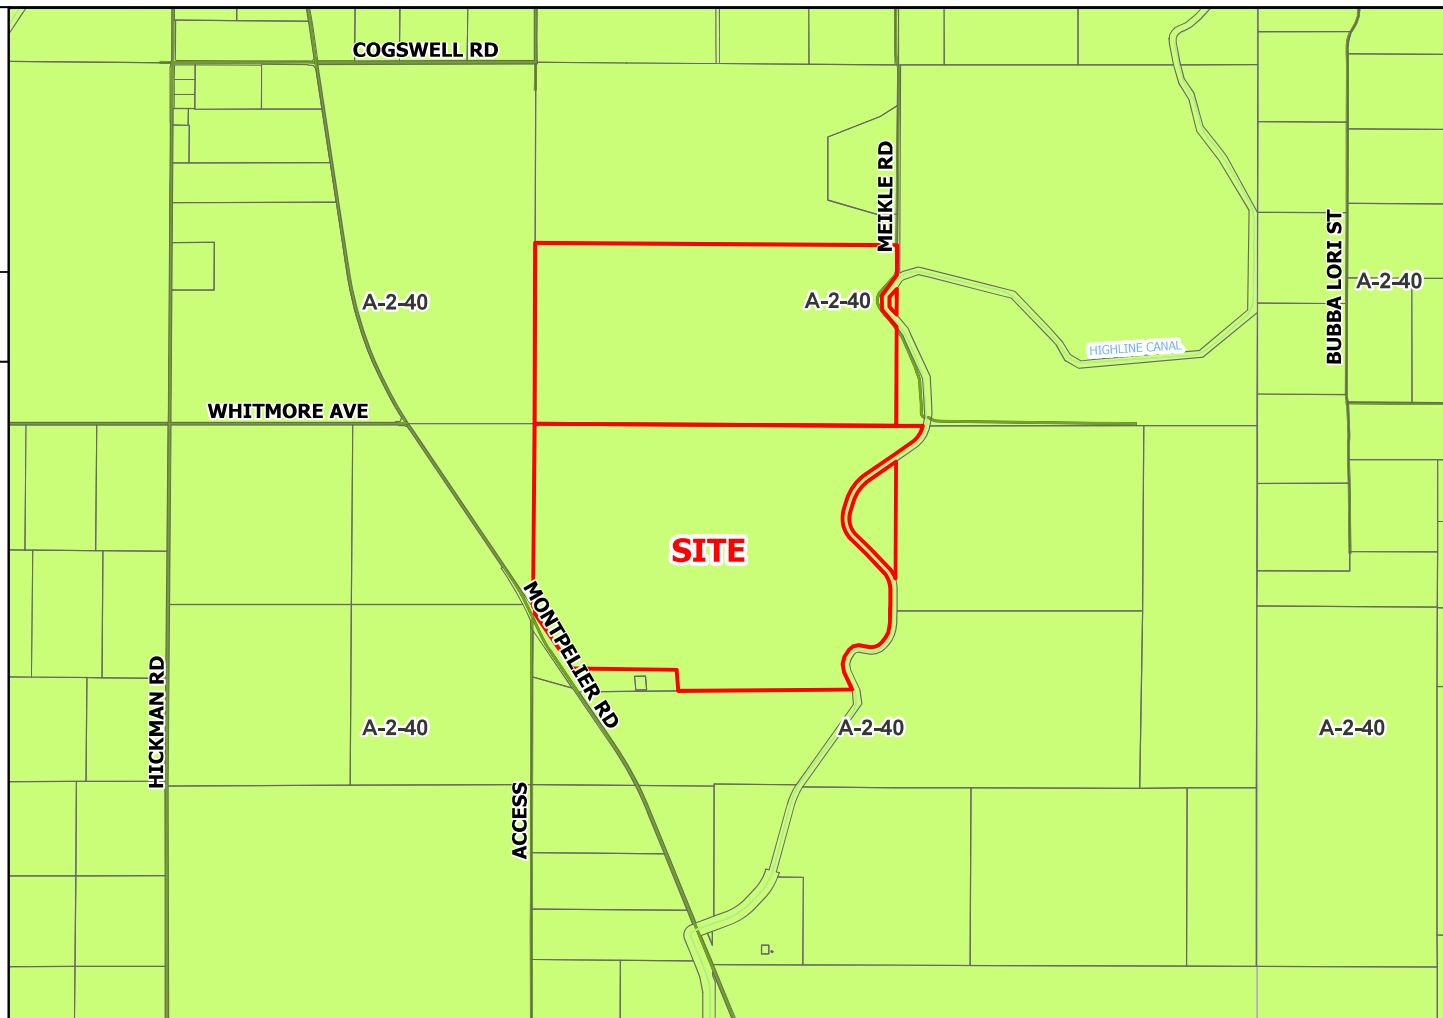 COGSWELL RD
MEIKLE RD
BUBBA LORI ST
A-2-40
A-2-40
A-2-40
HIGHLINE CANAL
WHITMORE AVE
SITE
MONTPELIER RD
HICKMAN RD
A-2-40
A-2-40
A-2-40
ACCESS